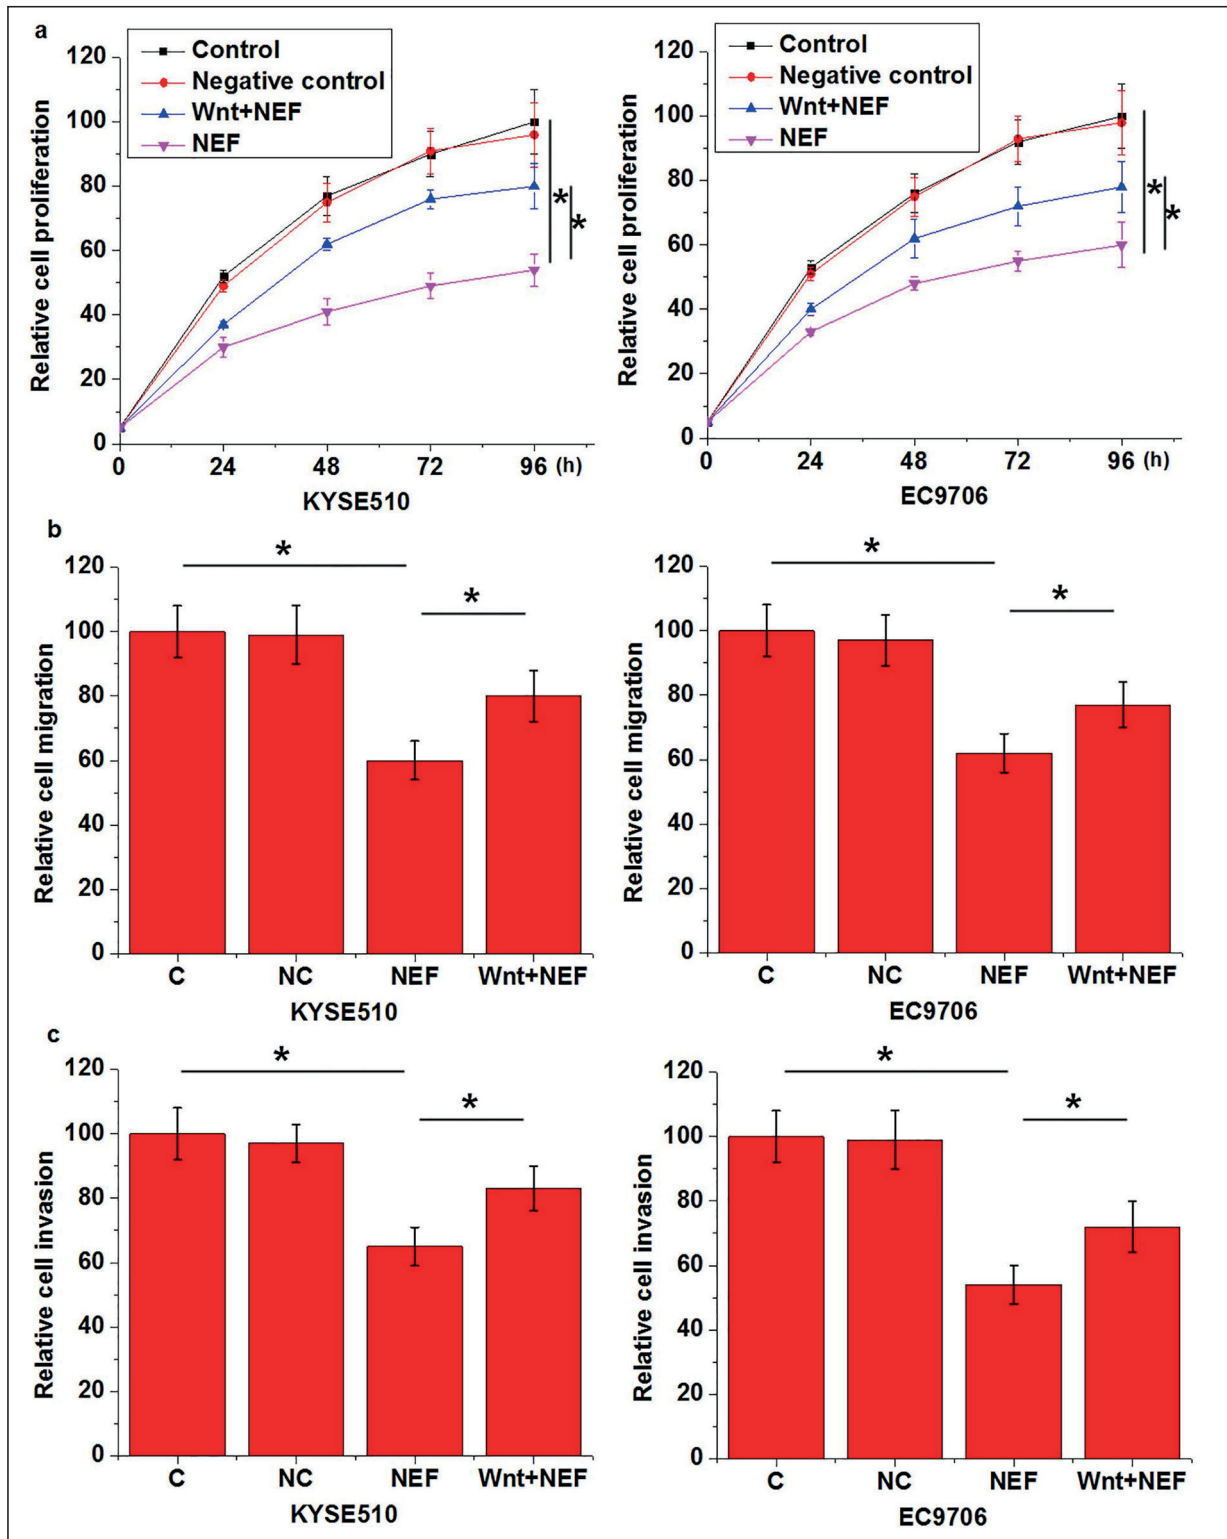 a
Control
Negative control
Wnt+NEF
NEF
120
100
80
60
40
20
0
Relative cell proliferation
* *
0 24 48 72 96 (h)
KYSE510
Control
Negative control
Wnt+NEF
NEF
120
100
80
60
40
20
0
Relative cell proliferation
* *
0 24 48 72 96 (h)
EC9706
b
120
100
80
60
40
20
0
Relative cell migration
*
*
C NC NEF Wnt+NEF
KYSE510
120
100
80
60
40
20
0
Relative cell migration
*
*
C NC NEF Wnt+NEF
EC9706
c
120
100
80
60
40
20
0
Relative cell invasion
*
*
C NC NEF Wnt+NEF
KYSE510
120
100
80
60
40
20
0
Relative cell invasion
*
*
C NC NEF Wnt+NEF
EC9706